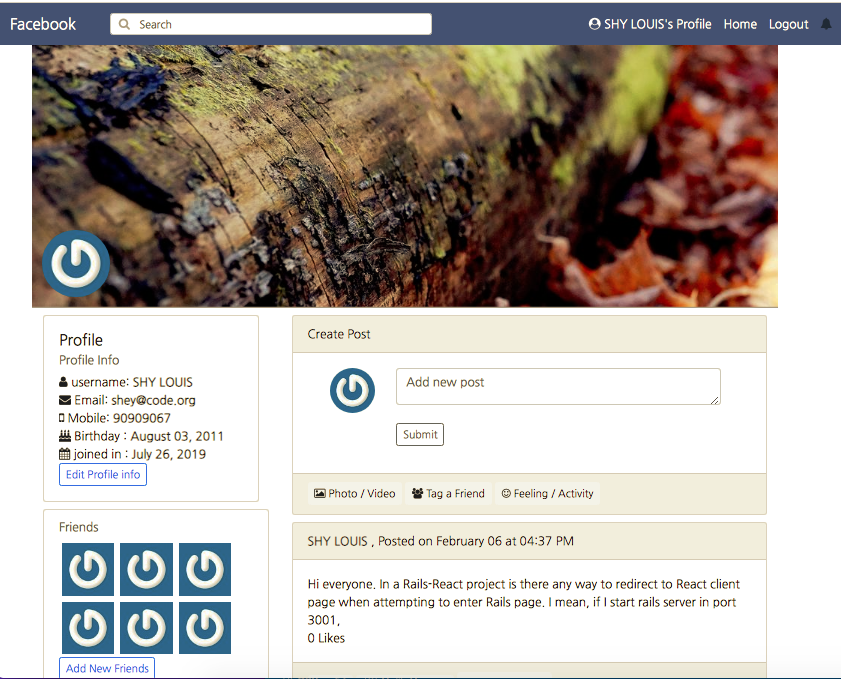 Facebook
Search
SHY LOUIS's Profile
Home
Logout
Profile
Profile Info
username: SHY LOUIS
Email: shey@code.org
Mobile: 90909067
Birthday : August 03, 2011
joined in : July 26, 2019
Edit Profile info
Friends
Add New Friends
Create Post
Add new post
Submit
Photo / Video
Tag a Friend
Feeling / Activity
SHY LOUIS , Posted on February 06 at 04:37 PM
Hi everyone. In a Rails-React project is there any way to redirect to React client
page when attempting to enter Rails page. I mean, if I start rails server in port
3001,
0 Likes